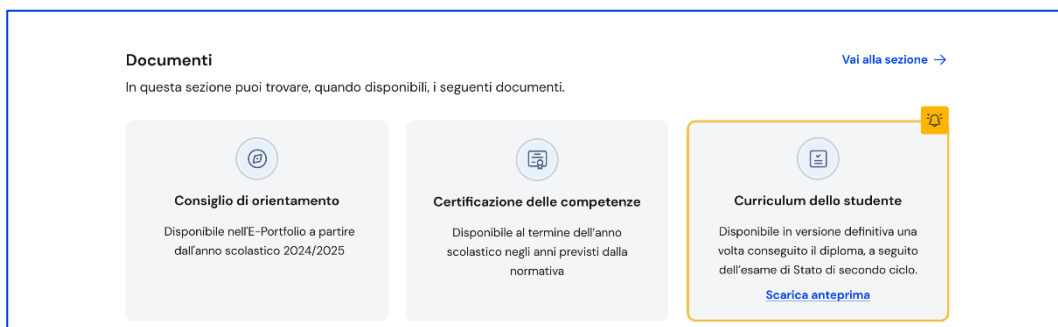 Documenti
Vai alla sezione →
In questa sezione puoi trovare, quando disponibili, i seguenti documenti.
Consiglio di orientamento
Disponibile nell'E-Portfolio a partire
dall'anno scolastico 2024/2025
Certificazione delle competenze
Disponibile al termine dell'anno
scolastico negli anni previsti dalla
normativa
Curriculum dello studente
Disponibile in versione definitiva una
volta conseguito il diploma, a seguito
dell'esame di Stato di secondo ciclo.
Scarica anteprima